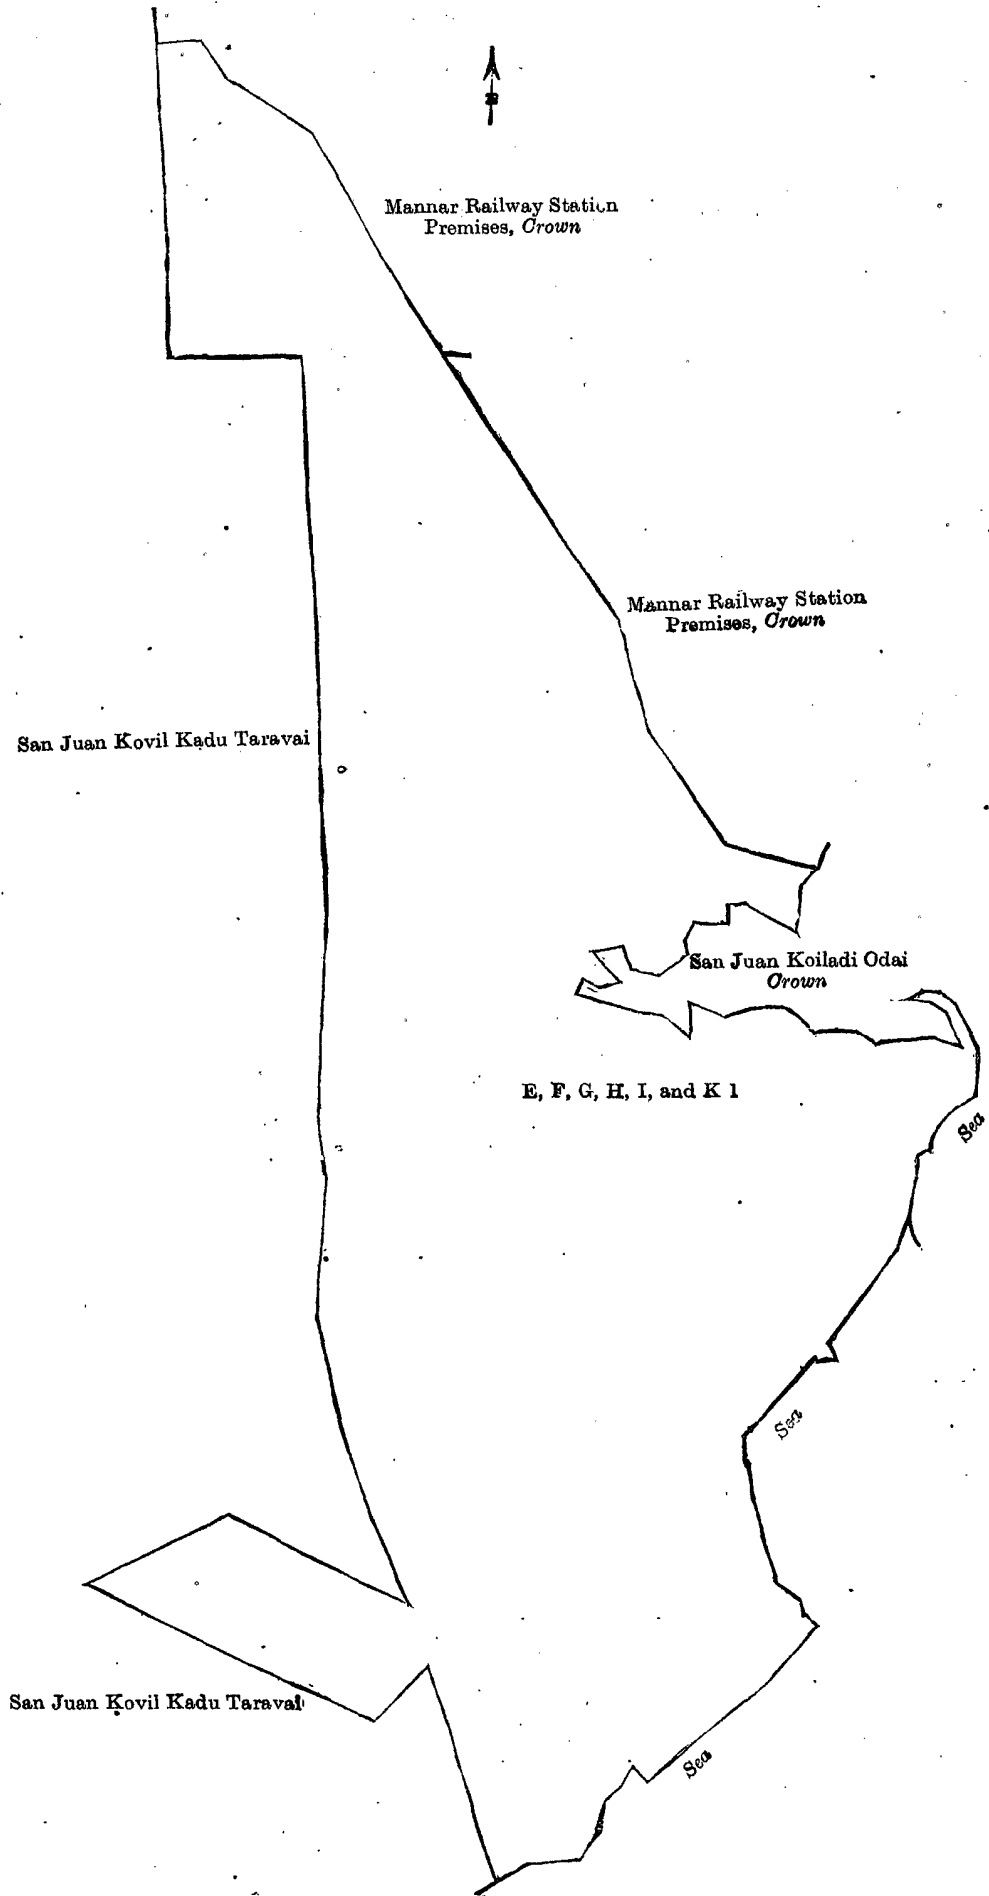 Mannar Railway Station
Premises, Crown
Mannar Railway Station
Premises, Crown
San Juan Kovil Kadu Taravai
San Juan Koiladi Odai
Crown
E, F, G, H, I, and K 1
Sea
Sea
San Juan Kovil Kadu Taravai
Sea